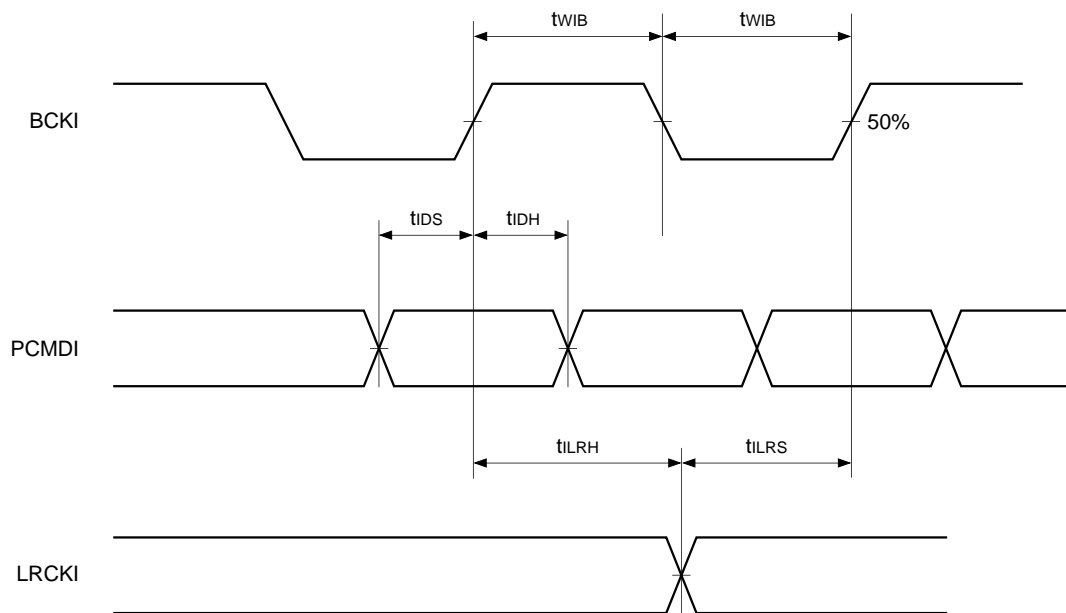 tWIB
tWIB
BCKI
50%
tIDS
tIDH
PCMDI
tILRH
tILRS
LRCKI